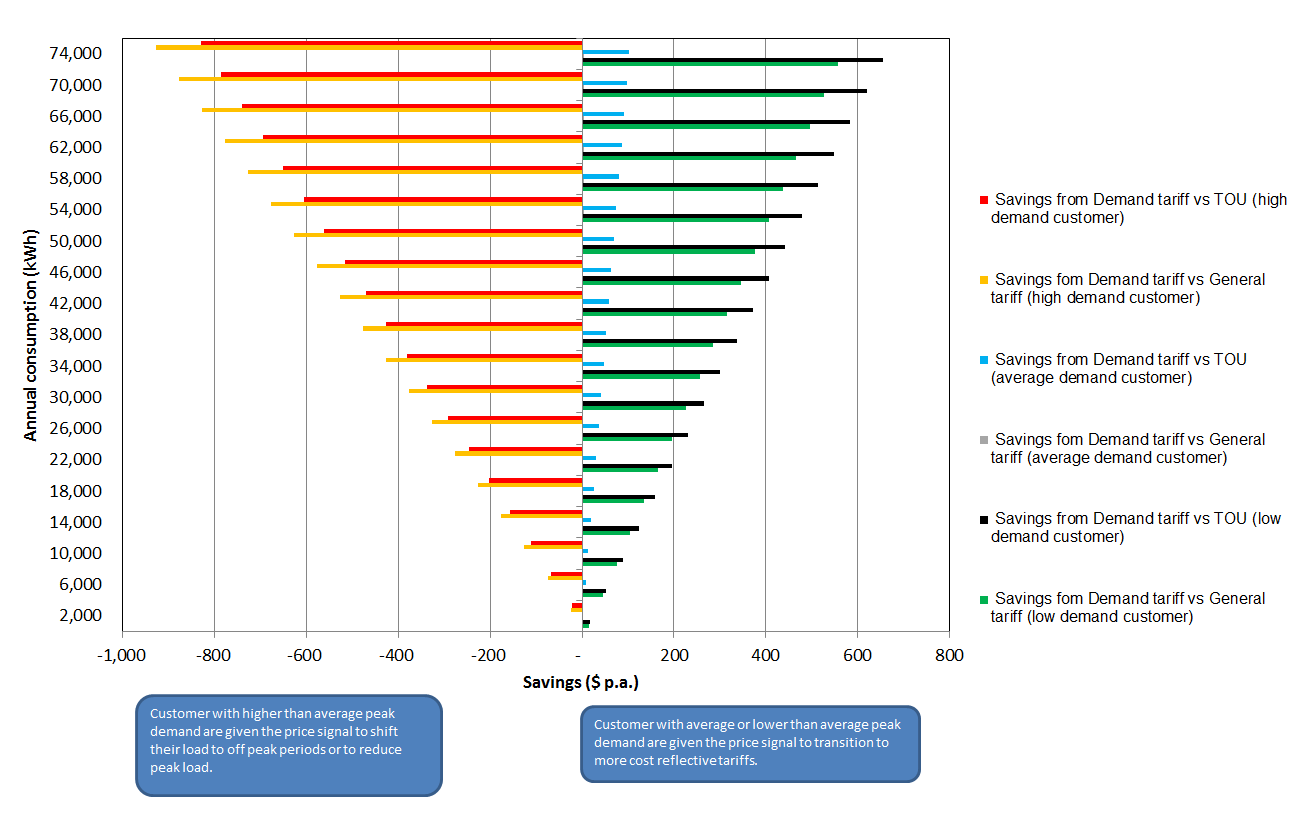 74,000
70,000
66,000
62,000
58,000
54,000
50,000
46,000
42,000
38,000
34,000
30,000
26,000
22,000
18,000
14,000
10,000
6,000
2,000
Annual consumption (kWh)
-1,000 -800 -600 -400 -200 - 200 400 600 800
Savings ($ p.a.)
Savings from Demand tariff vs TOU (high
demand customer)
Savings fom Demand tariff vs General
tariff (high demand customer)
Savings from Demand tariff vs TOU
(average demand customer)
Savings fom Demand tariff vs General
tariff (average demand customer)
Savings from Demand tariff vs TOU (low
demand customer)
Savings fom Demand tariff vs General
tariff (low demand customer)
Customer with higher than average peak
demand are given the price signal to shift
their load to off peak periods or to reduce
peak load.
Customer with average or lower than average peak
demand are given the price signal to transition to
more cost reflective tariffs.